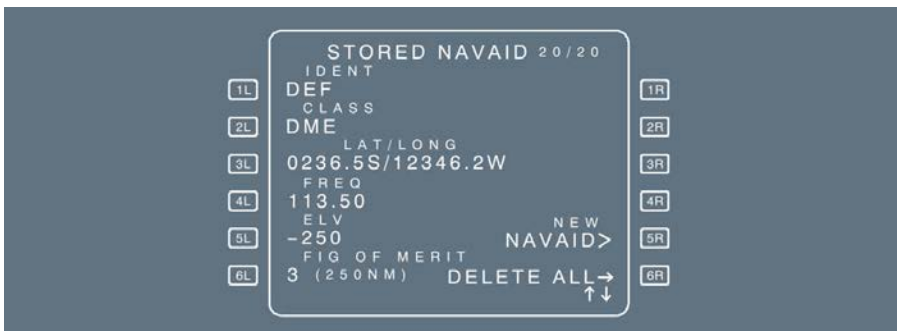 STORED NAVAID 20/20
IDENT
1L DEF 1R
CLASS
2L DME 2R
LAT/LONG
3L 0236.5S/12346.2W 3R
FREQ
4L 113.50 4R
ELV NEW
5L -250 NAVAID> 5R
FIG OF MERIT
6L 3 (250NM) DELETE ALL→ 6R
↑↓